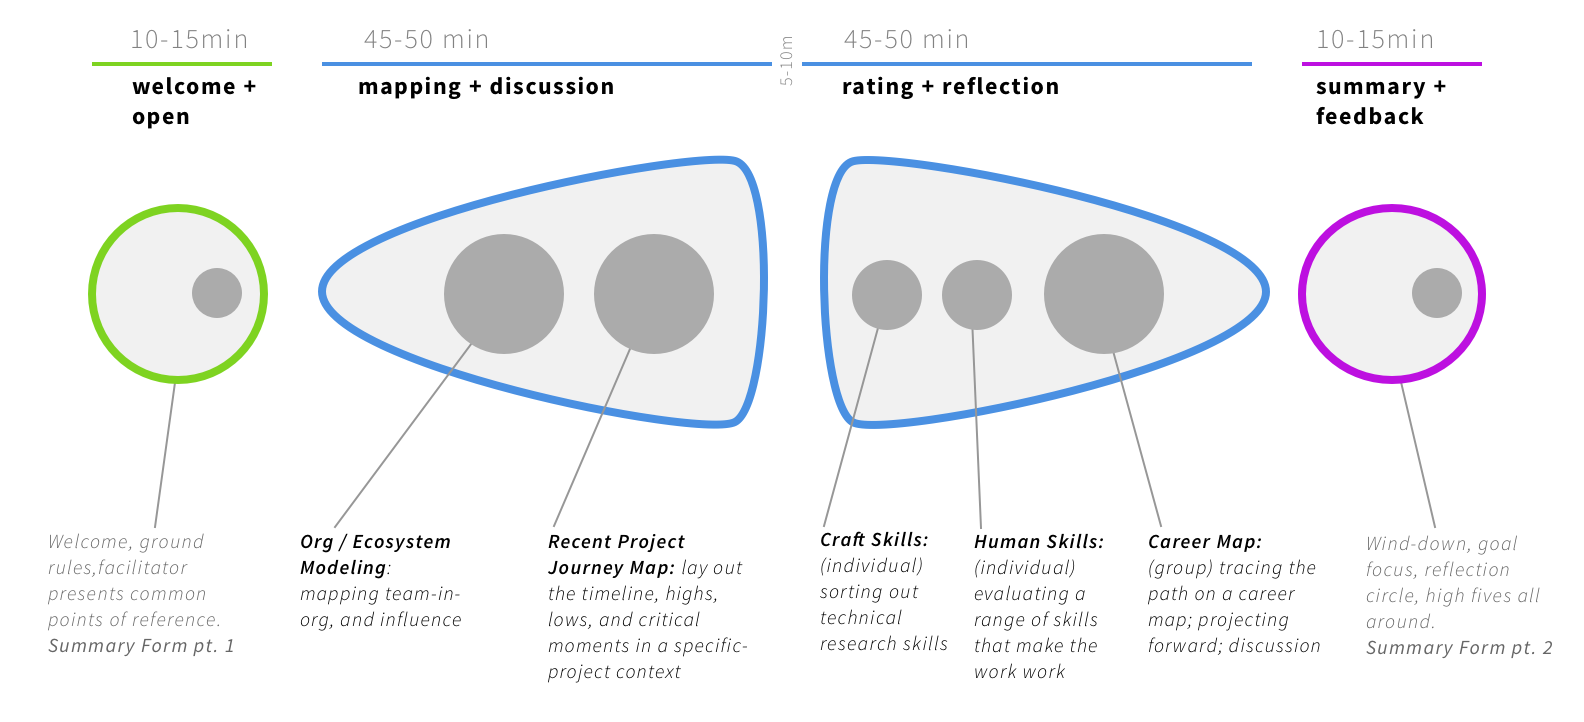 10-15min
welcome +
open
45-50 min
mapping + discussion
5-10m
45-50 min
rating + reflection
10-15min
summary +
feedback
Welcome, ground
rules,facilitator
presents common
points of reference.
Summary Form pt. 1
Org / Ecosystem
Modeling:
mapping team-in-
org, and influence
Recent Project
Journey Map: lay out
the timeline, highs,
lows, and critical
moments in a specific-
project context
Craft Skills:
(individual)
sorting out
technical
research skills
Human Skills:
(individual)
evaluating a
range of skills
that make the
work work
Career Map:
(group) tracing the
path on a career
map; projecting
forward; discussion
Wind-down, goal
focus, reflection
circle, high fives all
around.
Summary Form pt. 2